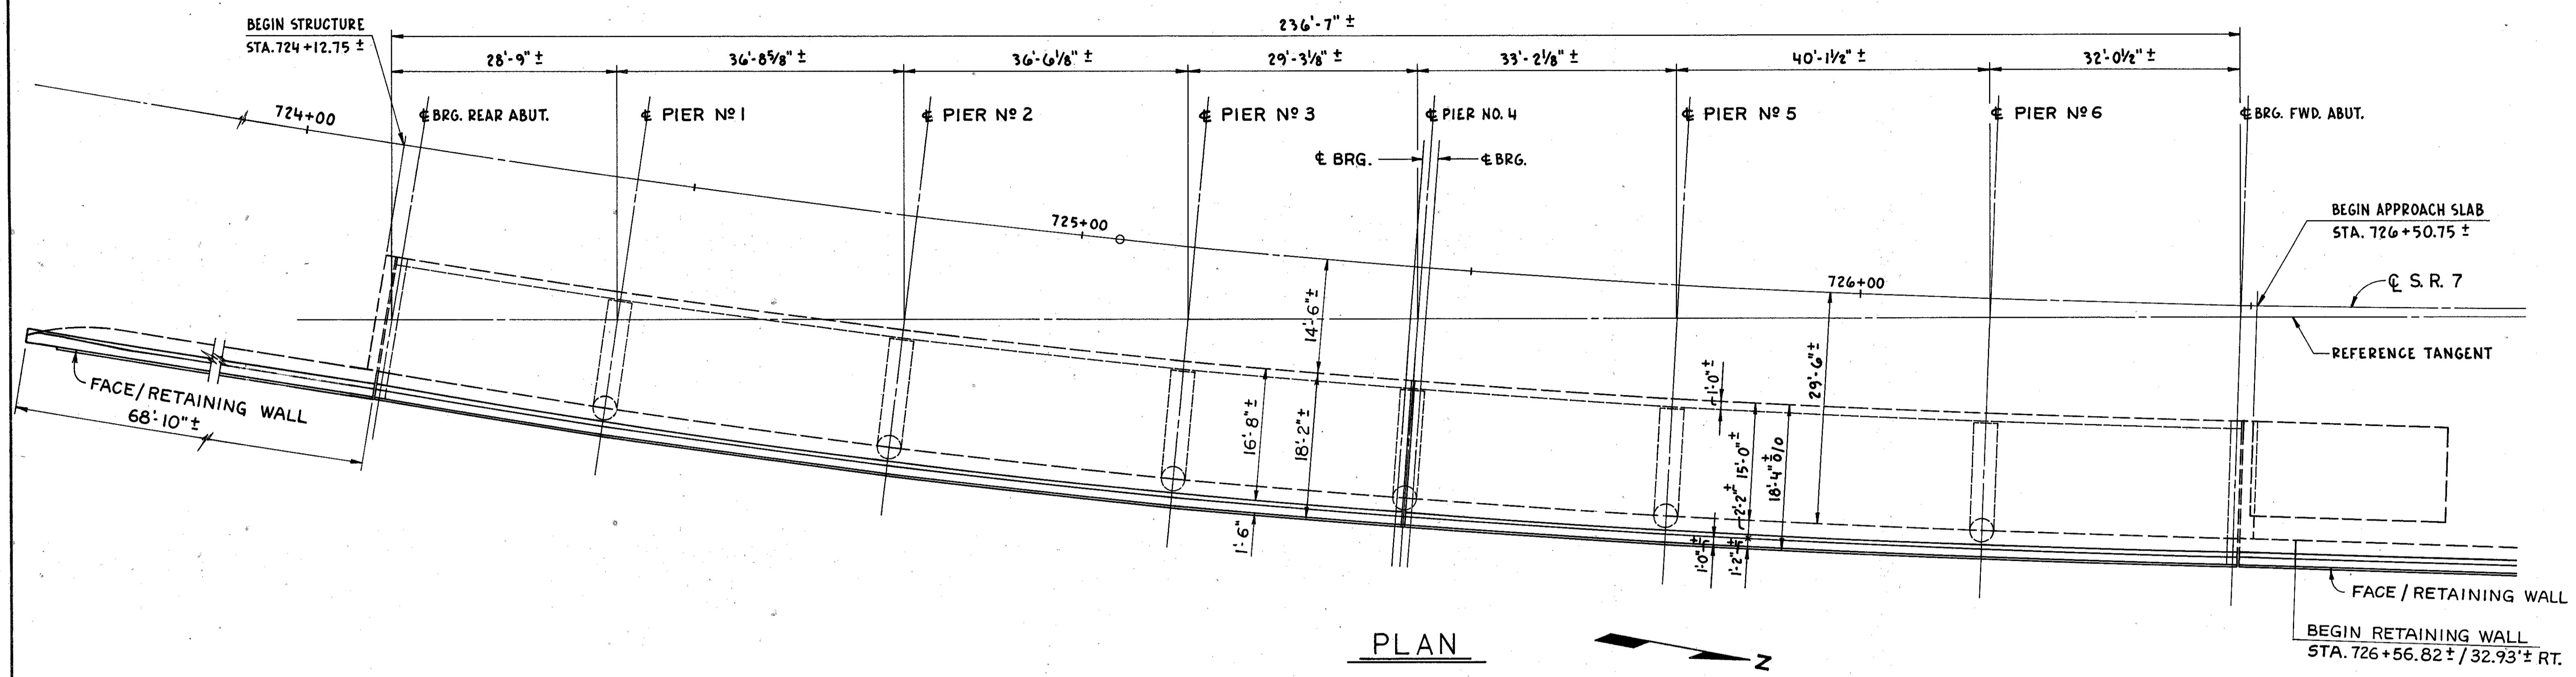 236'-7" ±
BEGIN STRUCTURE
STA. 724+12.75 ±
28'-9" ±
36'-8⅝" ±
36'-6⅛" ±
29'-3⅛" ±
33'-2⅛" ±
40'-1½" ±
32'-0½" ±
724+00
℄ BRG. REAR ABUT.
℄ PIER Nº 1
℄ PIER Nº 2
℄ PIER Nº 3
℄ PIER NO. 4
℄ PIER Nº 5
℄ PIER Nº 6
℄ BRG. FWD. ABUT.
℄ BRG.
℄ BRG.
725+00
726+00
BEGIN APPROACH SLAB
STA. 726+50.75 ±
℄ S. R. 7
REFERENCE TANGENT
14'-6" ±
29'-6" ±
1'-0" ±
16'-8" ±
18'-2" ±
15'-0" ±
2'-2" ±
18'-4" ± 0/0
1'-6"
1'-0" ±
1'-2" ±
FACE/RETAINING WALL
68'-10" ±
FACE/RETAINING WALL
BEGIN RETAINING WALL
STA. 726+56.82 ± / 32.93' ± RT.
PLAN
N